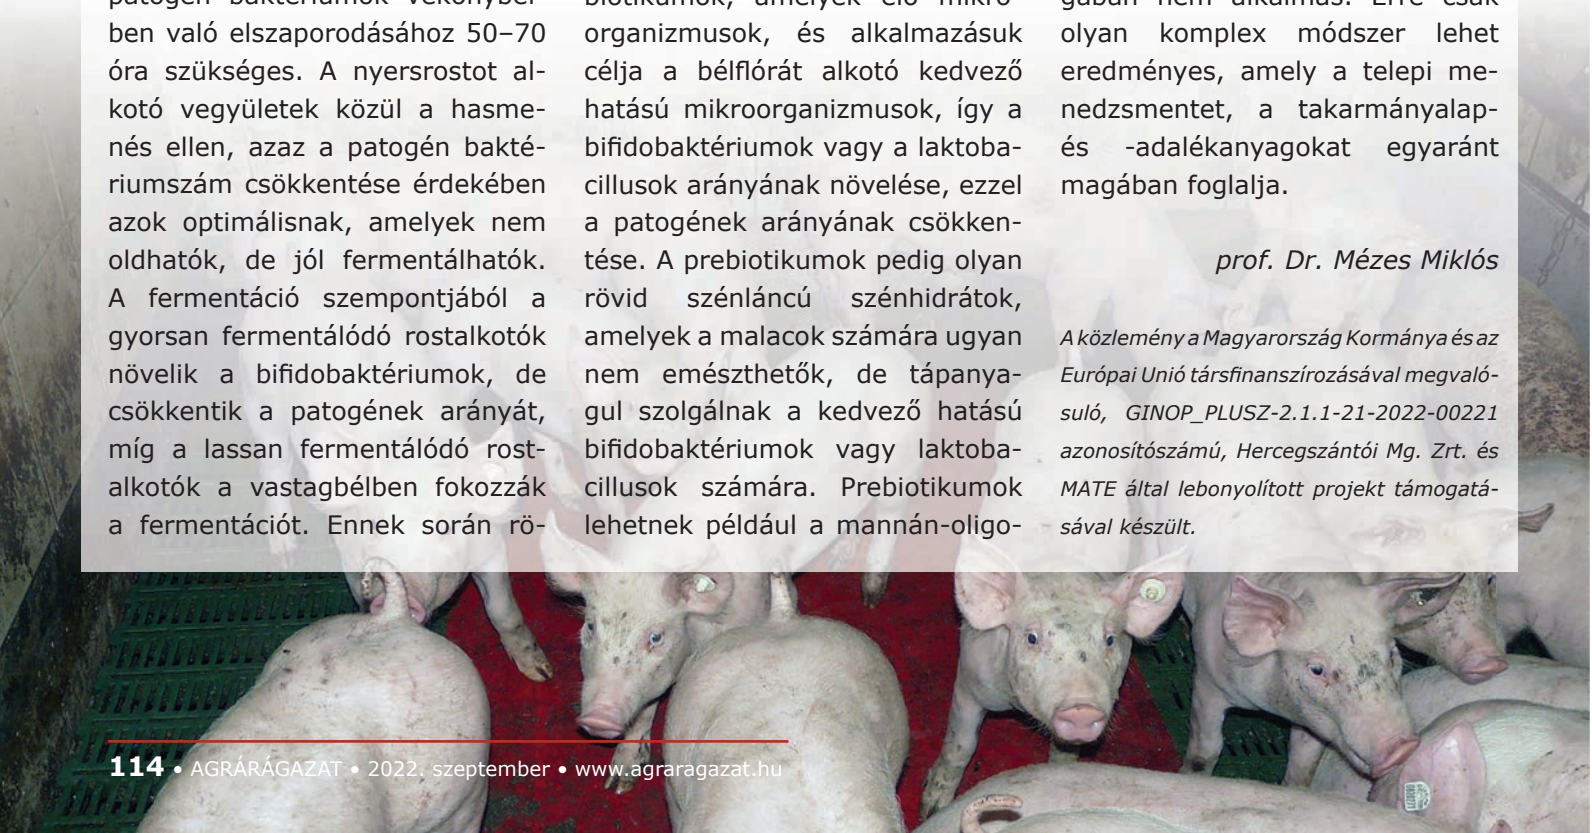 ben való elszaporodásához 50–70
óra szükséges. A nyersrostot al-
kotó vegyületek közül a hasme-
nés ellen, azaz a patogén bakté-
riumszám csökkentése érdekében
azok optimálisnak, amelyek nem
oldhatók, de jól fermentálhatók.
A fermentáció szempontjából a
gyorsan fermentálódó rostalkotók
növelik a bifidobaktériumok, de
csökkentik a patogének arányát,
míg a lassan fermentálódó rost-
alkotók a vastagbélben fokozzák
a fermentációt. Ennek során rö-
organizmusok, és alkalmazásuk
célja a bélflórát alkotó kedvező
hatású mikroorganizmusok, így a
bifidobaktériumok vagy a laktoba-
cillusok arányának növelése, ezzel
a patogének arányának csökken-
tése. A prebiotikumok pedig olyan
rövid szénláncú szénhidrátok,
amelyek a malacok számára ugyan
nem emészthetők, de tápanya-
gul szolgálnak a kedvező hatású
bifidobaktériumok vagy laktoba-
cillusok számára. Prebiotikumok
lehetnek például a mannán-oligo-
olyan komplex módszer lehet
eredményes, amely a telepi me-
nedzsmentet, a takarmányalap-
és -adalékanyagokat egyaránt
magában foglalja.
prof. Dr. Mézes Miklós
A közlemény a Magyarország Kormánya és az
Európai Unió társfinanszírozásával megvaló-
suló, GINOP_PLUSZ-2.1.1-21-2022-00221
azonosítószámú, Hercegszántói Mg. Zrt. és
MATE által lebonyolított projekt támogatá-
sával készült.
114 • AGRÁRÁGAZAT • 2022. szeptember • www.agraragazat.hu